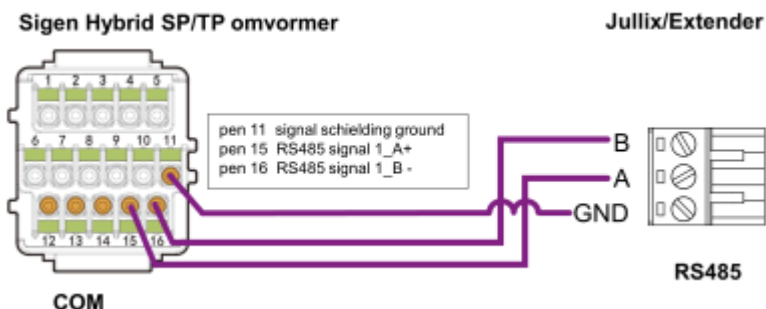 Sigen Hybrid SP/TP omvormer
Jullix/Extender
1 2 3 4 5
6 7 8 9 10 11
pen 11 signal schielding ground
pen 15 RS485 signal 1_A+
pen 16 RS485 signal 1_B -
B
A
GND
12 13 14 15 16
RS485
COM